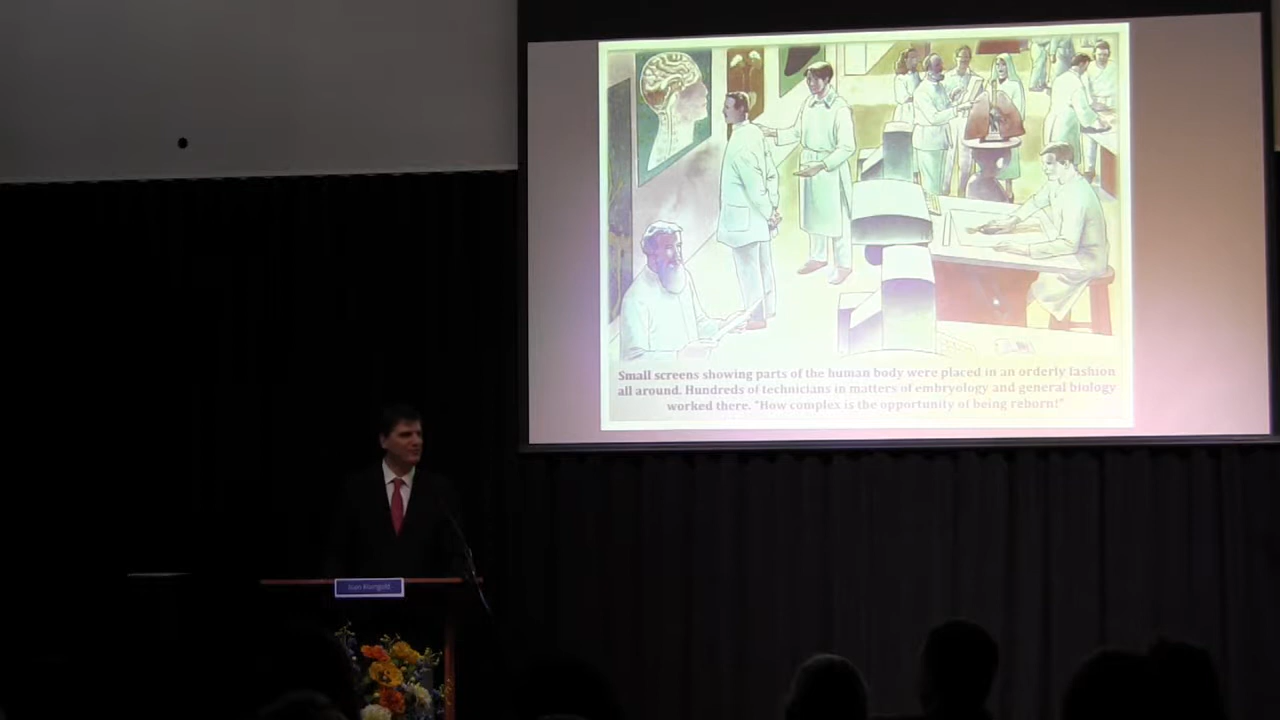 Small screens showing parts of the human body were placed in an orderly fashion
all around. Hundreds of technicians in matters of embryology and general biology
worked there. "How complex is the opportunity of being reborn!"